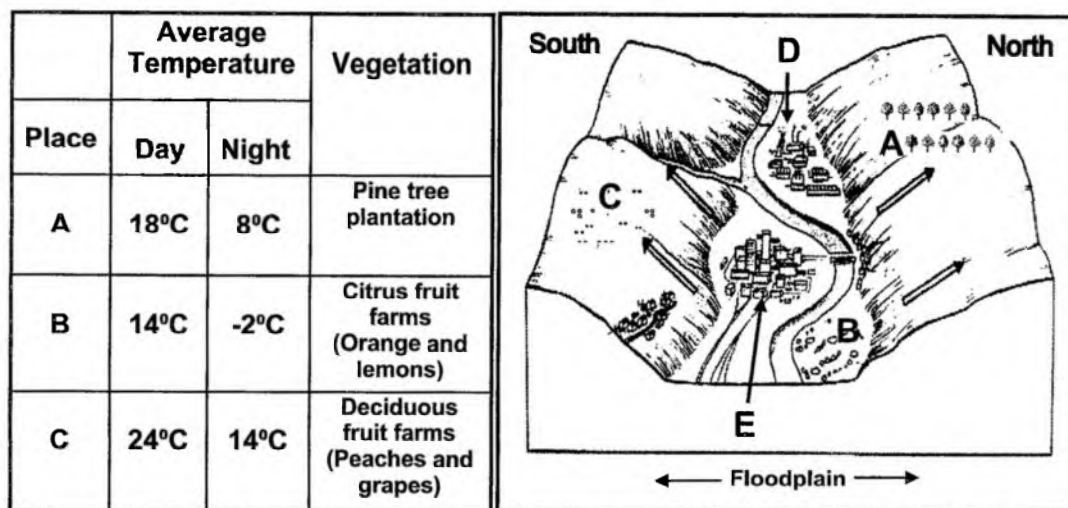 Average
Temperature
Vegetation
Place
Day
Night
A
18ºC
8ºC
Pine tree
plantation
B
14ºC
-2ºC
Citrus fruit
farms
(Orange and
lemons)
C
24ºC
14ºC
Deciduous
fruit farms
(Peaches and
grapes)
South
D
North
A
C
B
E
Floodplain